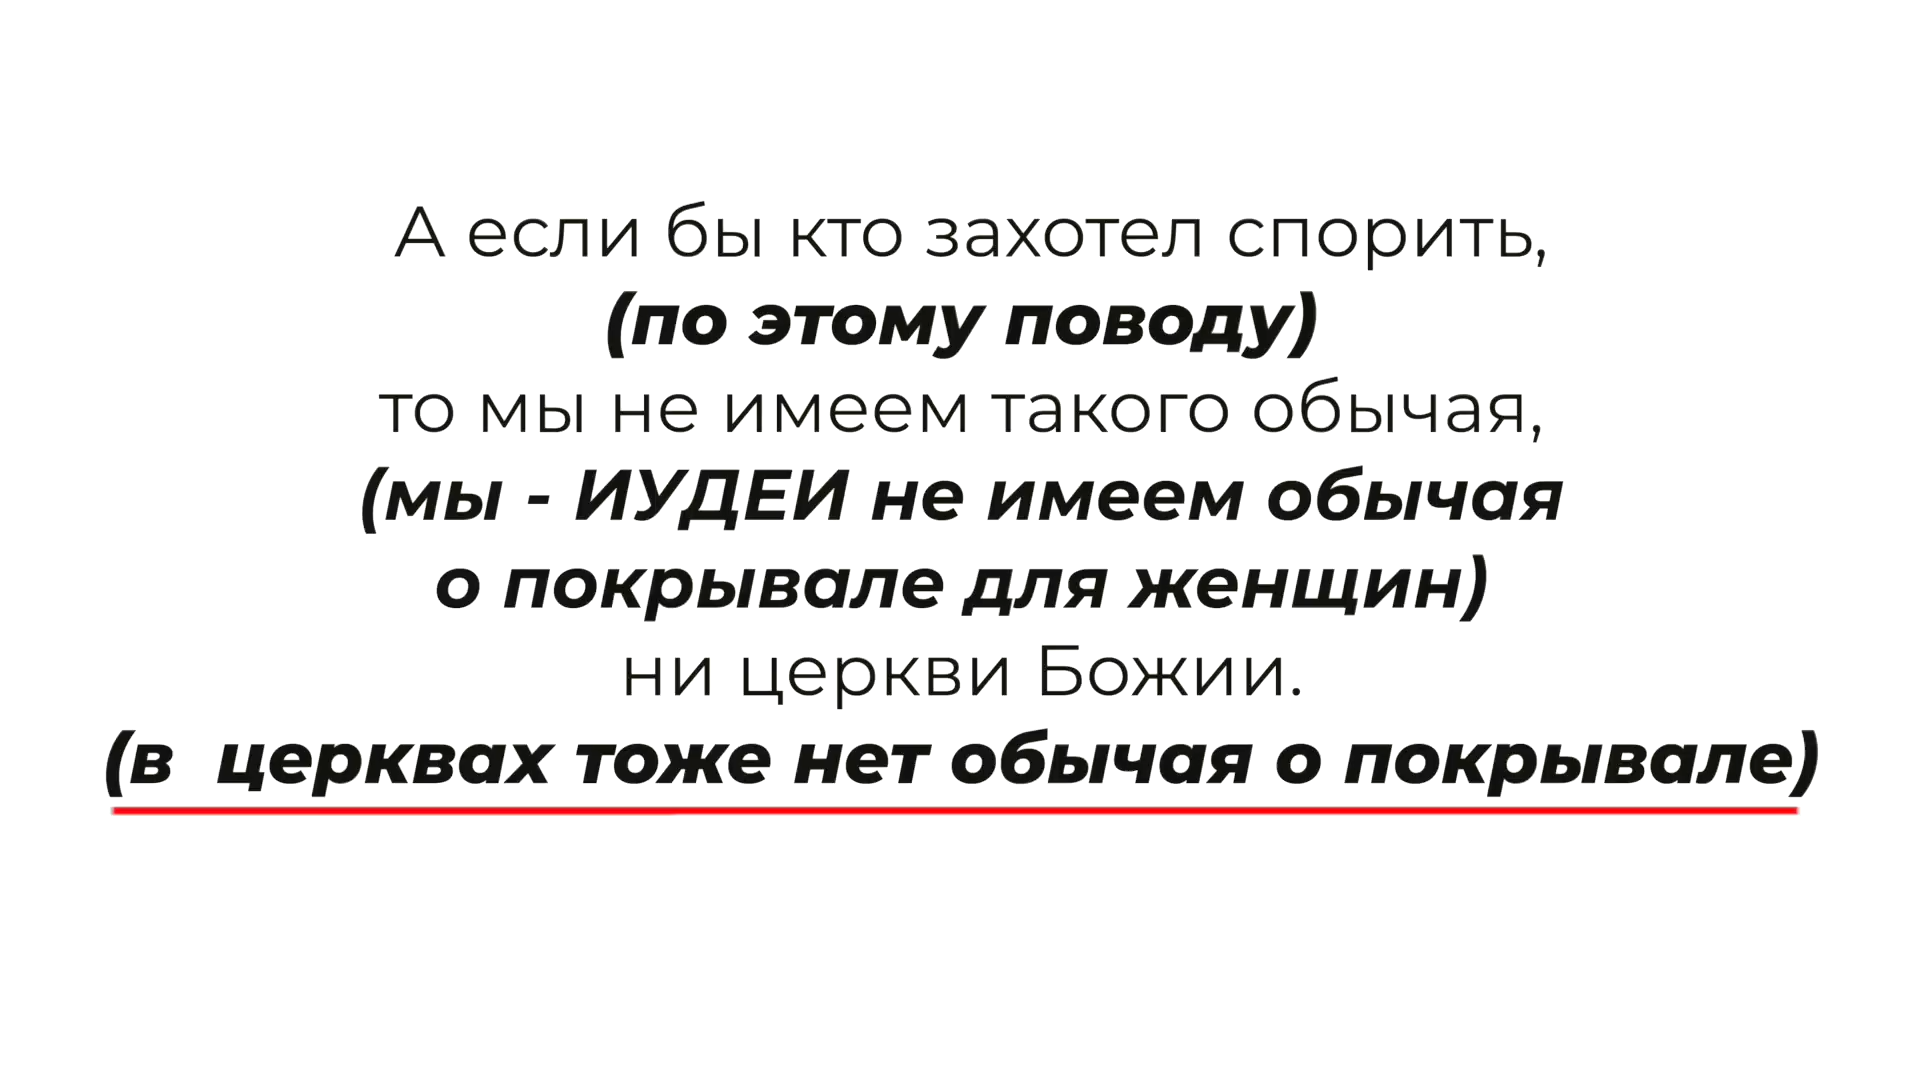 А если бы кто захотел спорить,
(по этому поводу)
то мы не имеем такого обычая,
(мы - ИУДЕИ не имеем обычая
о покрывале для женщин)
ни церкви Божии.
(в церквах тоже нет обычая о покрывале)